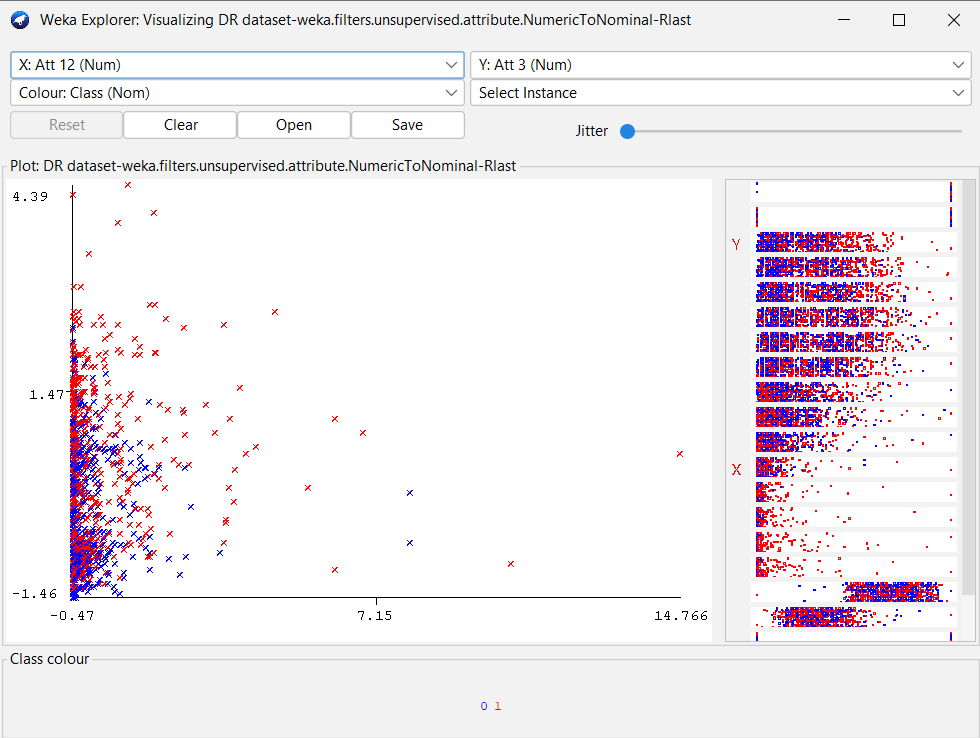 Weka Explorer: Visualizing DR dataset-weka.filters.unsupervised.attribute.NumericToNominal-Rlast
X: Att 12 (Num) Y: Att 3 (Num)
Colour: Class (Nom) Select Instance
Reset Clear Open Save Jitter
Plot: DR dataset-weka.filters.unsupervised.attribute.NumericToNominal-Rlast
4.39
Y
1.47
X
-1.46
-0.47 7.15 14.766
Class colour
0 1